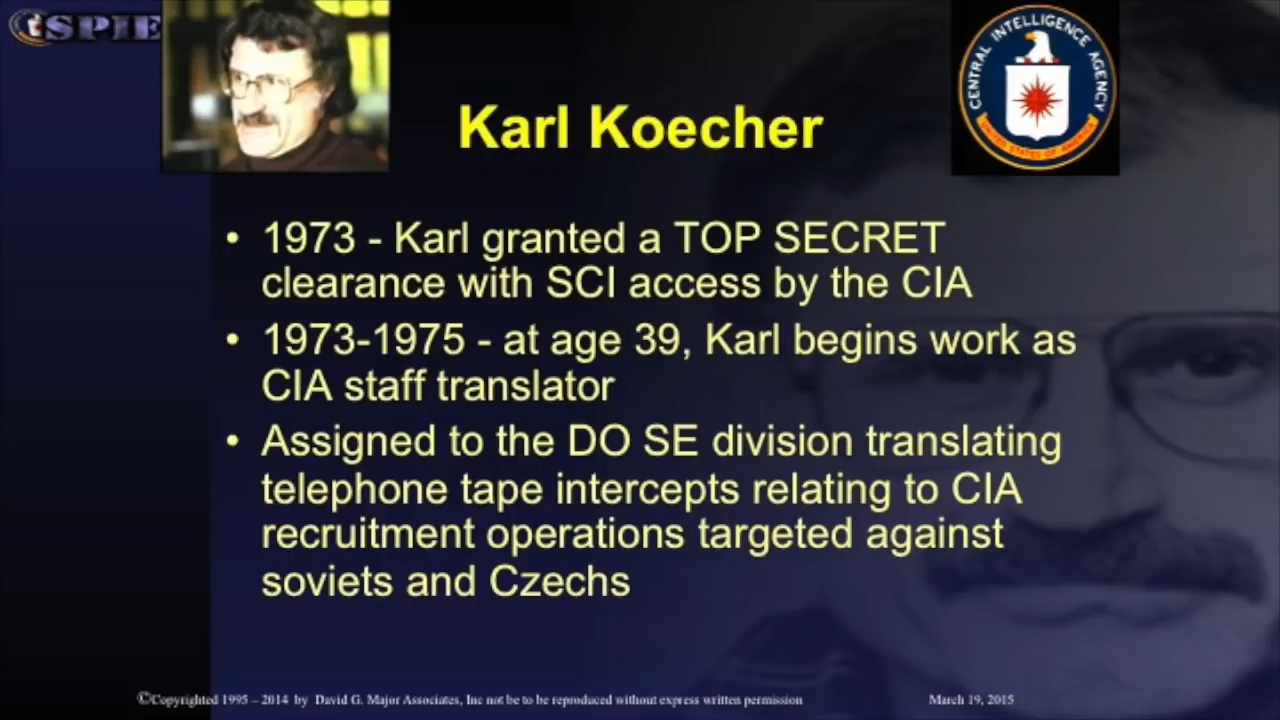 CISPIE
Karl Koecher
CENTRAL INTELLIGENCE AGENCY
UNITED STATES OF AMERICA
• 1973 - Karl granted a TOP SECRET
clearance with SCI access by the CIA
• 1973-1975 - at age 39, Karl begins work as
CIA staff translator
• Assigned to the DO SE division translating
telephone tape intercepts relating to CIA
recruitment operations targeted against
soviets and Czechs
©Copyrighted 1995 – 2014 by David G. Major Associates, Inc not be to be reproduced without express written permission
March 19, 2015